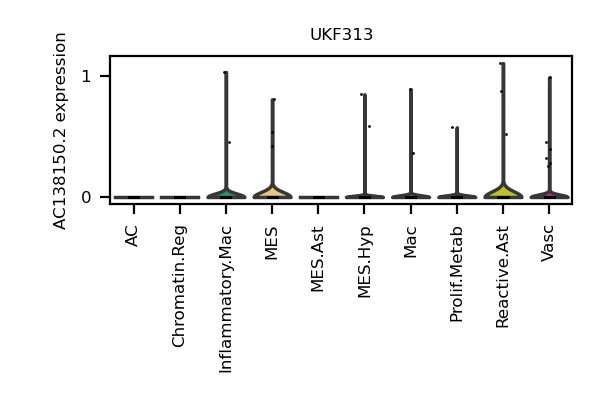 UKF313
AC138150.2 expression
1
0
AC
Chromatin.Reg
Inflammatory.Mac
MES
MES.Ast
MES.Hyp
Mac
Prolif.Metab
Reactive.Ast
Vasc